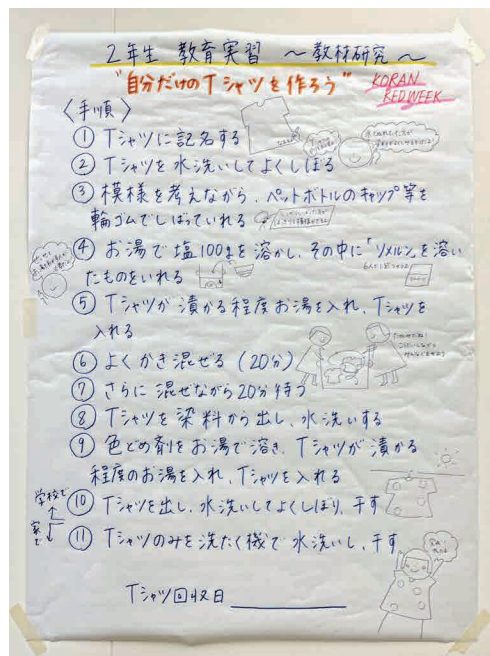 2年生 教育実習 ～教材研究～
"自分だけのTシャツを作ろう"
KORAN
RED WEEK
〈手順〉
① Tシャツに記名する
② Tシャツを水洗いしてよくしぼる
③ 模様を考えながら、ペットボトルのキャップ等を
輪ゴムでしばっていれる
④ お湯で塩100gを溶かし、その中に「ソメルン」を溶い
たものをいれる
⑤ Tシャツが漬かる程度お湯を入れ、Tシャツを
入れる
⑥ よくかき混ぜる (20分)
⑦ さらに混ぜながら20分待つ
⑧ Tシャツを染料から出し、水洗いする
⑨ 色どめ剤をお湯で溶き、Tシャツが漬かる
程度のお湯を入れ、Tシャツを入れる
学校で
⑩ Tシャツを出し、水洗いしてよくしぼり、干す
家で
⑪ Tシャツのみを洗たく機で水洗いし、干す
Tシャツ回収日